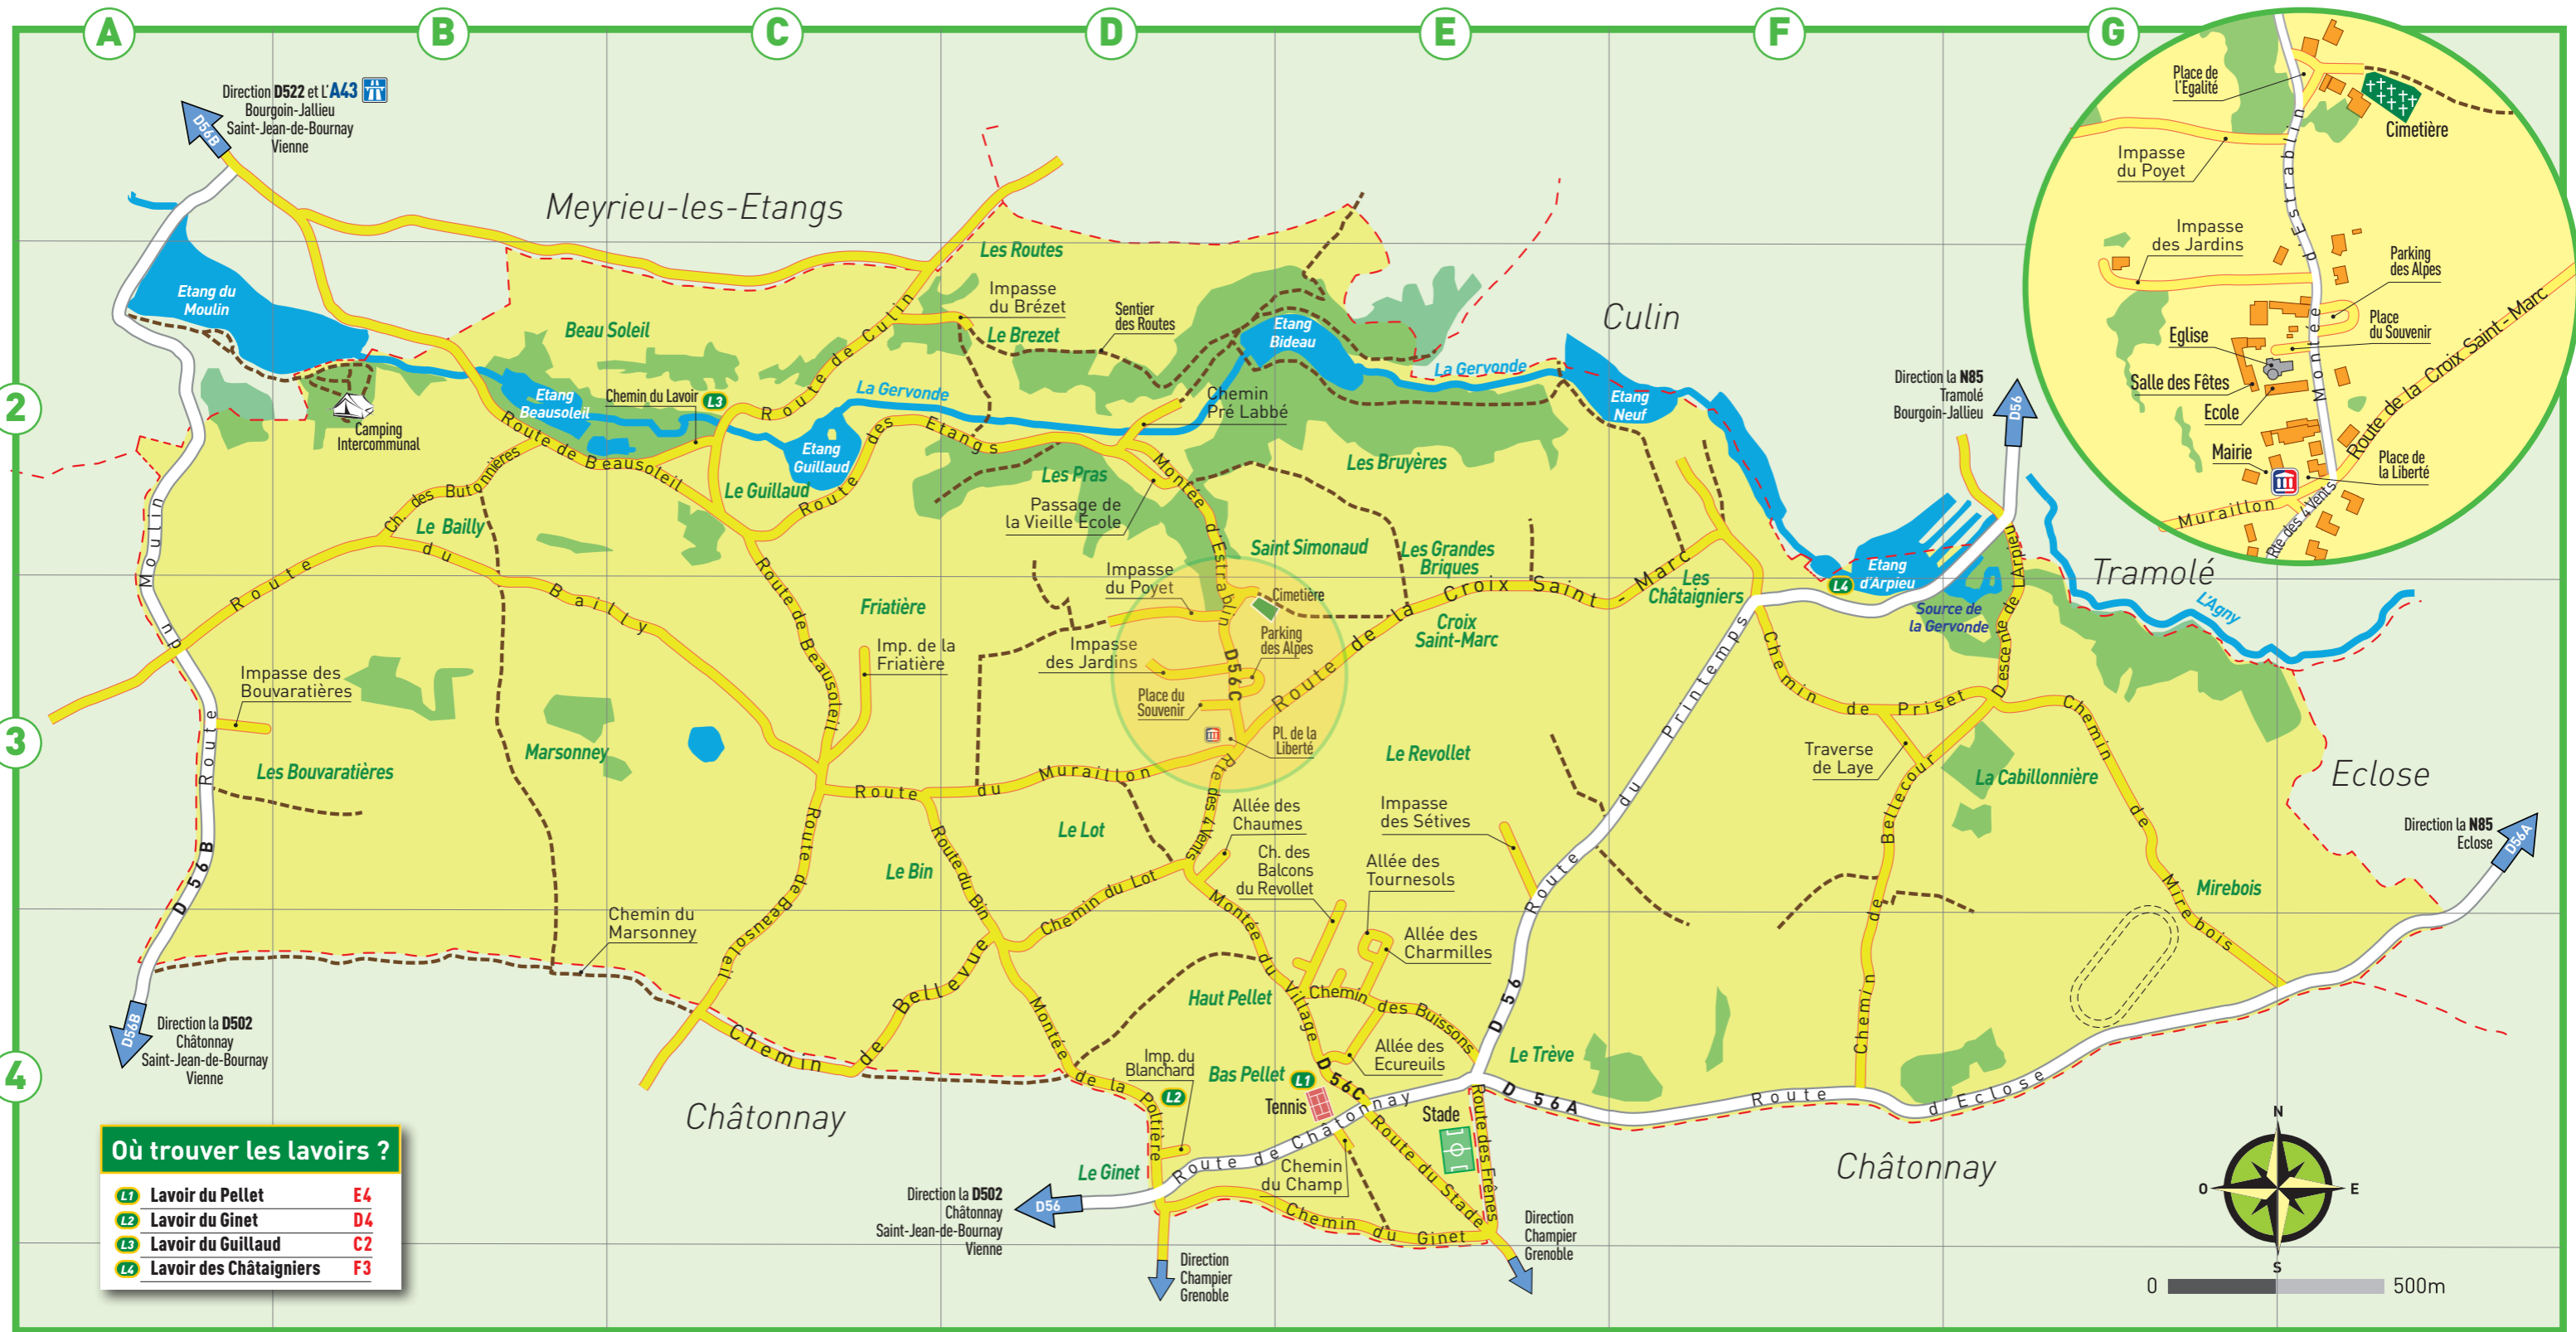 A
B
C
D
E
F
G
2
3
4
Direction D522 et L'A43
Bourgoin-Jallieu
Saint-Jean-de-Bournay
Vienne
D56B
Meyrieu-les-Etangs
Culin
Tramolé
Eclose
Châtonnay
Châtonnay
Etang du
Moulin
Camping
Intercommunal
Beau Soleil
Etang
Beausoleil
Chemin du Lavoir
L3
Route de Culin
Les Routes
Impasse
du Brézet
Le Brezet
Sentier
des Routes
Etang
Bideau
La Gervonde
La Gervonde
Chemin
Pré Labbé
Etang
Neuf
Etang
Guillaud
Le Guillaud
Route des Etangs
Route de Beausoleil
Ch. des Butonnières
Le Bailly
Les Pras
Passage de
la Vieille Ecole
Montée d'Estrablin
Les Bruyères
Saint Simonaud
Les Grandes
Briques
Direction la N85
Tramolé
Bourgoin-Jallieu
D56
Etang
d'Arpieu
L4
Source de
la Gervonde
Descente de L'Arpieu
L'Agny
Route du Moulin
D 56B
Route du Bailly
Impasse des
Bouvaratières
Les Bouvaratières
Marsonney
Route de Beausoleil
Friatière
Imp. de la
Friatière
Impasse
du Poyet
Cimetière
Impasse
des Jardins
Parking
des Alpes
Place du
Souvenir
D56C
Pl. de la
Liberté
Route de la Croix Saint - Marc
Croix
Saint-Marc
Les
Châtaigniers
Le Revollet
Route du Printemps
D 56
Chemin de Priset
Traverse
de Laye
La Cabillonnière
Chemin de Bellecour
Chemin de Mirebois
Mirebois
Direction la N85
Eclose
D56A
Route du Muraillon
Rte des 4 Vents
Le Lot
Le Bin
Route du Bin
Chemin du Lot
Route de Beausoleil
Allée des
Chaumes
Ch. des
Balcons
du Revollet
Impasse
des Sétives
Allée des
Tournesols
Allée des
Charmilles
Montée du Village
Haut Pellet
Chemin des Buissons
Allée des
Ecureuils
Le Trève
Chemin du
Marsonney
Chemin de Bellevue
Montée de la Poltière
Imp. du
Blanchard
L2
Bas Pellet
L1
D 56C
Tennis
Stade
Route de Châtonnay
Chemin
du Champ
Route du Stade
Route des Frênes
Chemin du Ginet
Le Ginet
D 56A
Route d'Eclose
D56B
Direction la D502
Châtonnay
Saint-Jean-de-Bournay
Vienne
Direction la D502
Châtonnay
Saint-Jean-de-Bournay
Vienne
D56
Direction
Champier
Grenoble
Direction
Champier
Grenoble
Où trouver les lavoirs ?
L1 Lavoir du Pellet E4
L2 Lavoir du Ginet D4
L3 Lavoir du Guillaud C2
L4 Lavoir des Châtaigniers F3
Place de
l'Egalité
Cimetière
Impasse
du Poyet
Impasse
des Jardins
Montée d'Estrablin
Parking
des Alpes
Place
du Souvenir
Eglise
Salle des Fêtes
Ecole
Mairie
Place de
la Liberté
Route de la Croix Saint - Marc
Muraillon
Rte des 4 Vents
N
O
E
S
0
500m